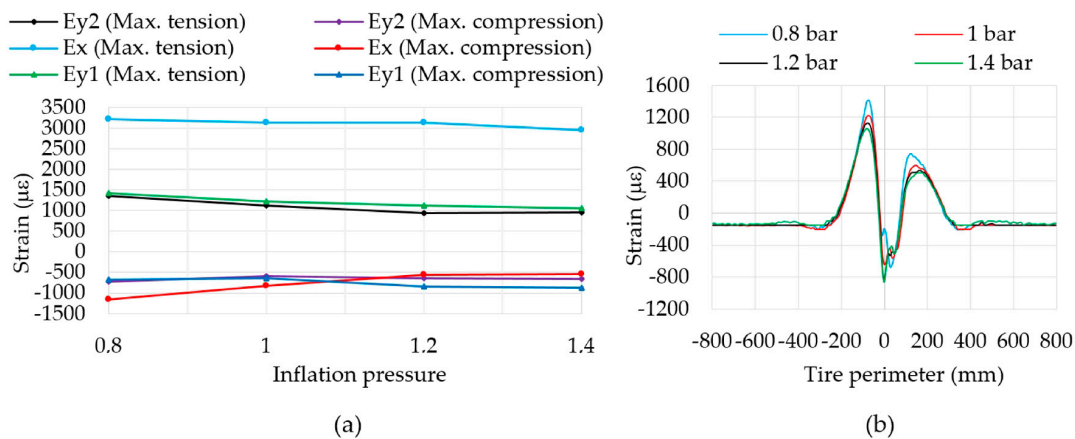 Ey2 (Max. tension)
Ey2 (Max. compression)
Ex (Max. tension)
Ex (Max. compression)
Ey1 (Max. tension)
Ey1 (Max. compression)
Strain (µε)
3500
3000
2500
2000
1500
1000
500
0
-500
-1000
-1500
0.8
1
1.2
1.4
Inflation pressure
(a)
0.8 bar
1 bar
1.2 bar
1.4 bar
Strain (µε)
1600
1200
800
400
0
-400
-800
-1200
-800 -600 -400 -200 0 200 400 600 800
Tire perimeter (mm)
(b)